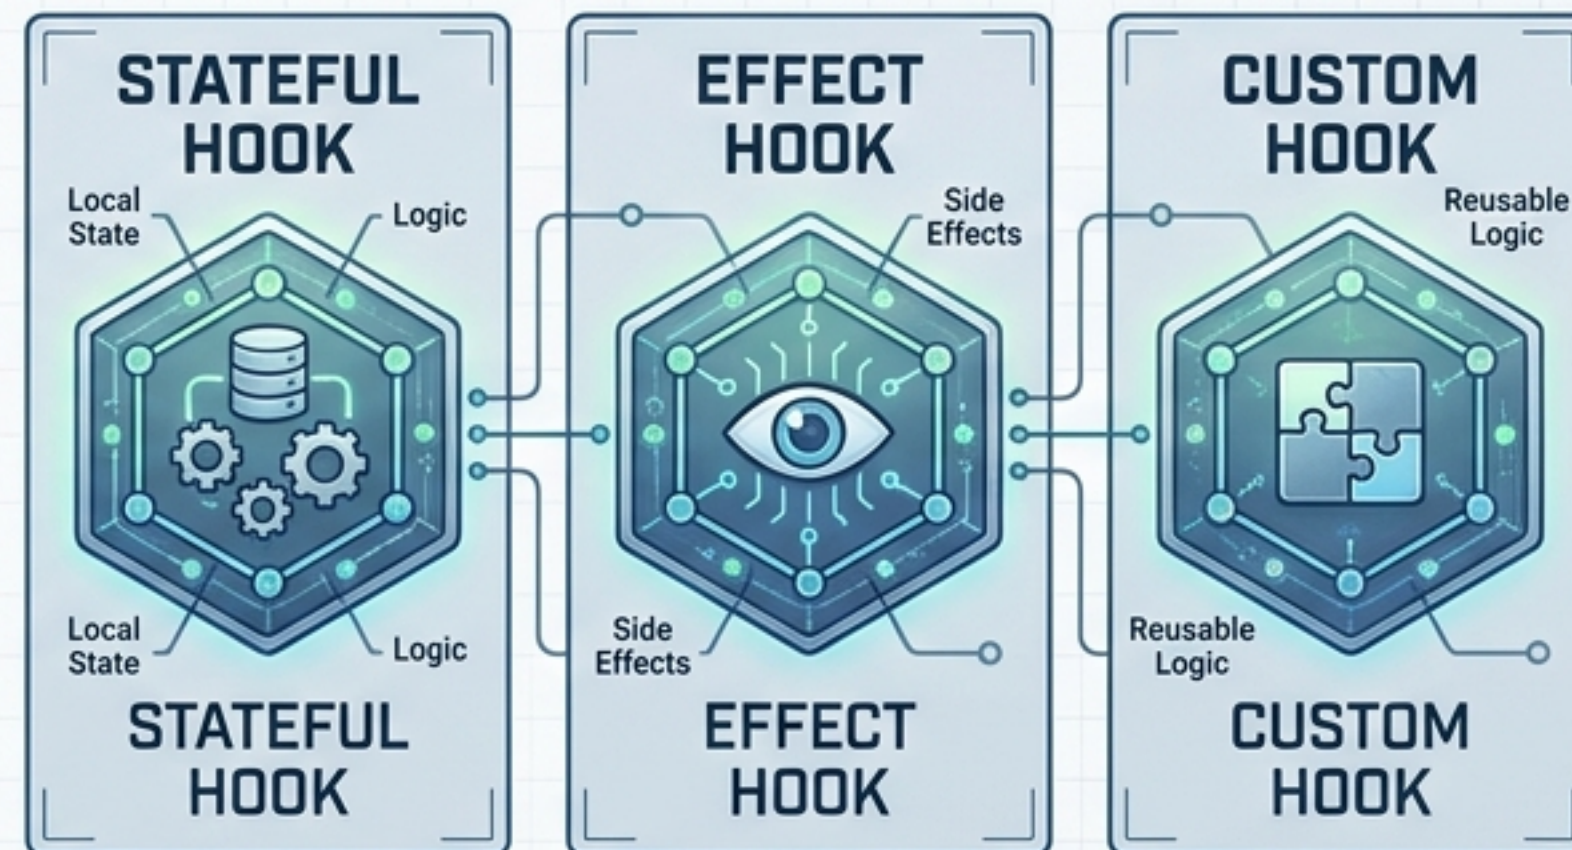 STATEFUL
HOOK
Local
State
Logic
Local
State
Logic
STATEFUL
HOOK
EFFECT
HOOK
Side
Effects
Side
Effects
EFFECT
HOOK
CUSTOM
HOOK
Reusable
Logic
Reusable
Logic
CUSTOM
HOOK